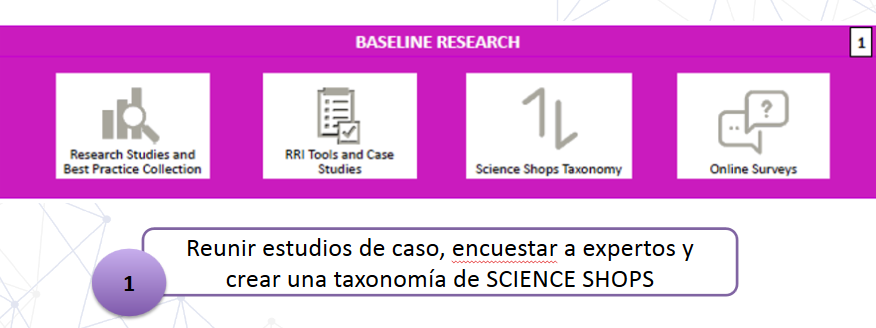 BASELINE RESEARCH
1
Research Studies and
Best Practice Collection
RRI Tools and Case
Studies
Science Shops Taxonomy
?
Online Surveys
Reunir estudios de caso, encuestar a expertos y
crear una taxonomía de SCIENCE SHOPS
1